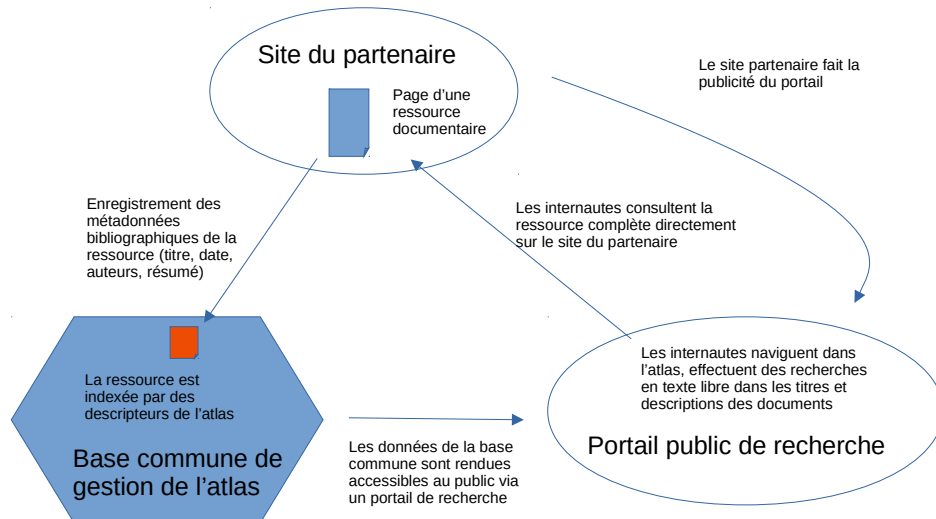 Site du partenaire
Page d’une
ressource
documentaire
Le site partenaire fait la
publicité du portail
Enregistrement des
métadonnées
bibliographiques de la
ressource (titre, date,
auteurs, résumé)
Les internautes consultent la
ressource complète directement
sur le site du partenaire
La ressource est
indexée par des
descripteurs de l’atlas
Base commune de
gestion de l’atlas
Les données de la base
commune sont rendues
accessibles au public via
un portail de recherche
Les internautes naviguent dans
l’atlas, effectuent des recherches
en texte libre dans les titres et
descriptions des documents
Portail public de recherche